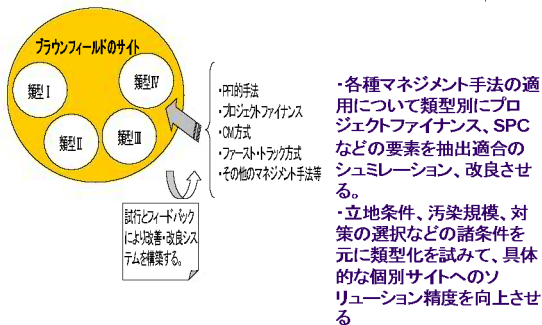 ブラウンフィールドのサイト
類型Ⅰ
類型Ⅳ
類型Ⅱ
類型Ⅲ
・PFI的手法
・プロジェクトファイナンス
・CM方式
・ファースト・トラック方式
・その他のマネジメント手法等
試行とフィードバック
により改善・改良シス
テムを構築する。
・各種マネジメント手法の適
用について類型別にプロ
ジェクトファイナンス、SPC
などの要素を抽出適合の
シュミレーション、改良させ
る。
・立地条件、汚染規模、対
策の選択などの諸条件を
元に類型化を試みて、具体
的な個別サイトへのソ
リューション精度を向上させ
る